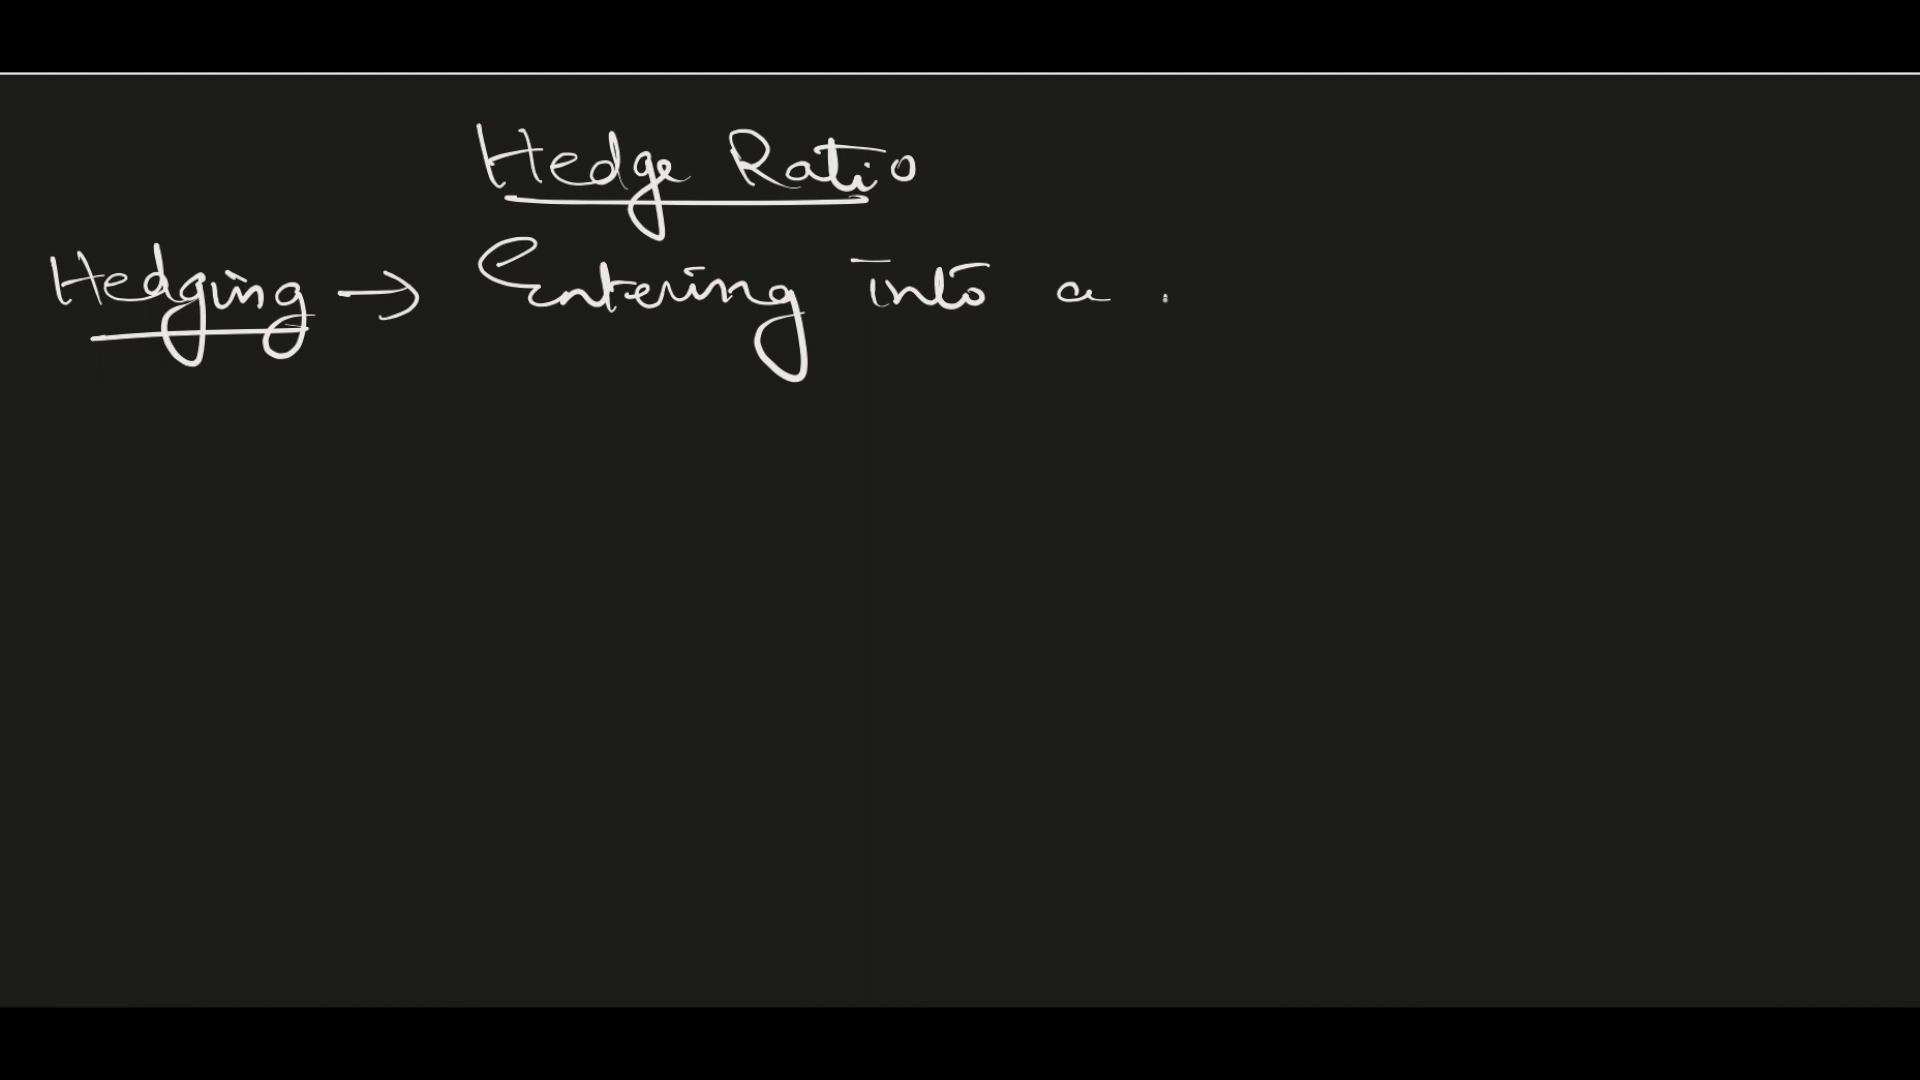 Hedge Ratio
Hedging → Entering into a